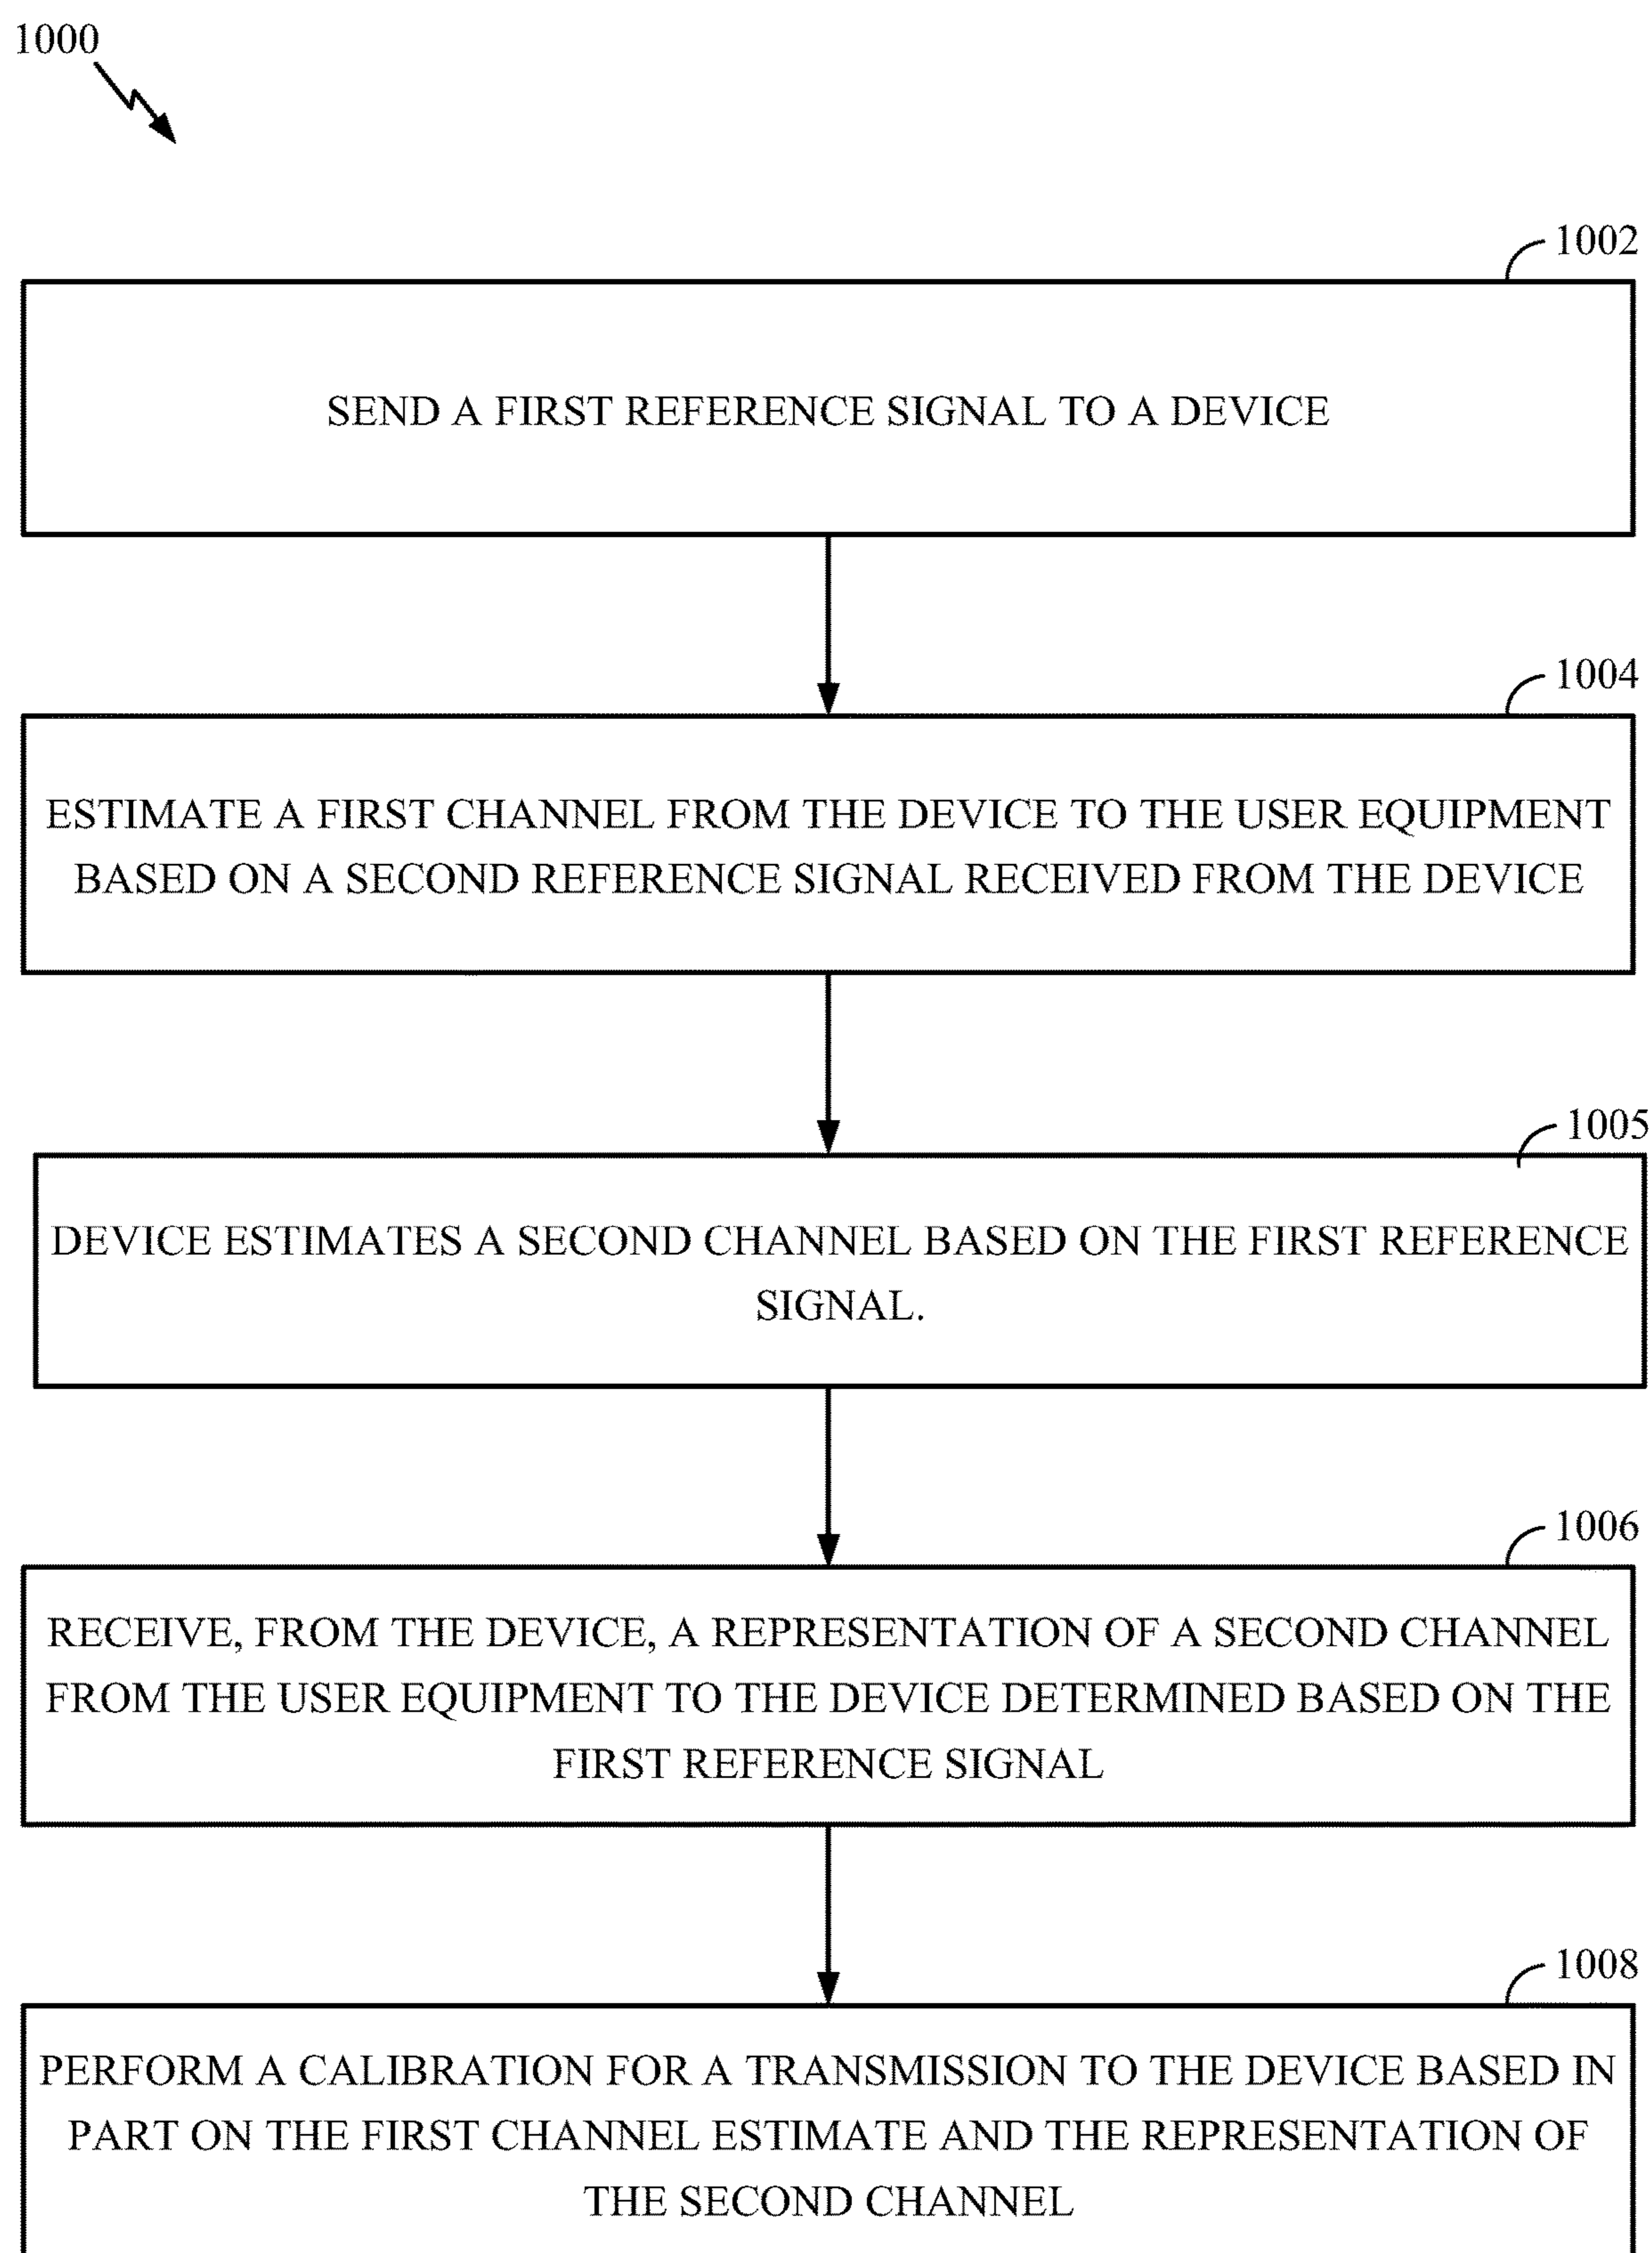 1000
1002
SEND A FIRST REFERENCE SIGNAL TO A DEVICE
1004
ESTIMATE A FIRST CHANNEL FROM THE DEVICE TO THE USER EQUIPMENT
BASED ON A SECOND REFERENCE SIGNAL RECEIVED FROM THE DEVICE
1005
DEVICE ESTIMATES A SECOND CHANNEL BASED ON THE FIRST REFERENCE
SIGNAL.
1006
RECEIVE, FROM THE DEVICE, A REPRESENTATION OF A SECOND CHANNEL
FROM THE USER EQUIPMENT TO THE DEVICE DETERMINED BASED ON THE
FIRST REFERENCE SIGNAL
1008
PERFORM A CALIBRATION FOR A TRANSMISSION TO THE DEVICE BASED IN
PART ON THE FIRST CHANNEL ESTIMATE AND THE REPRESENTATION OF
THE SECOND CHANNEL